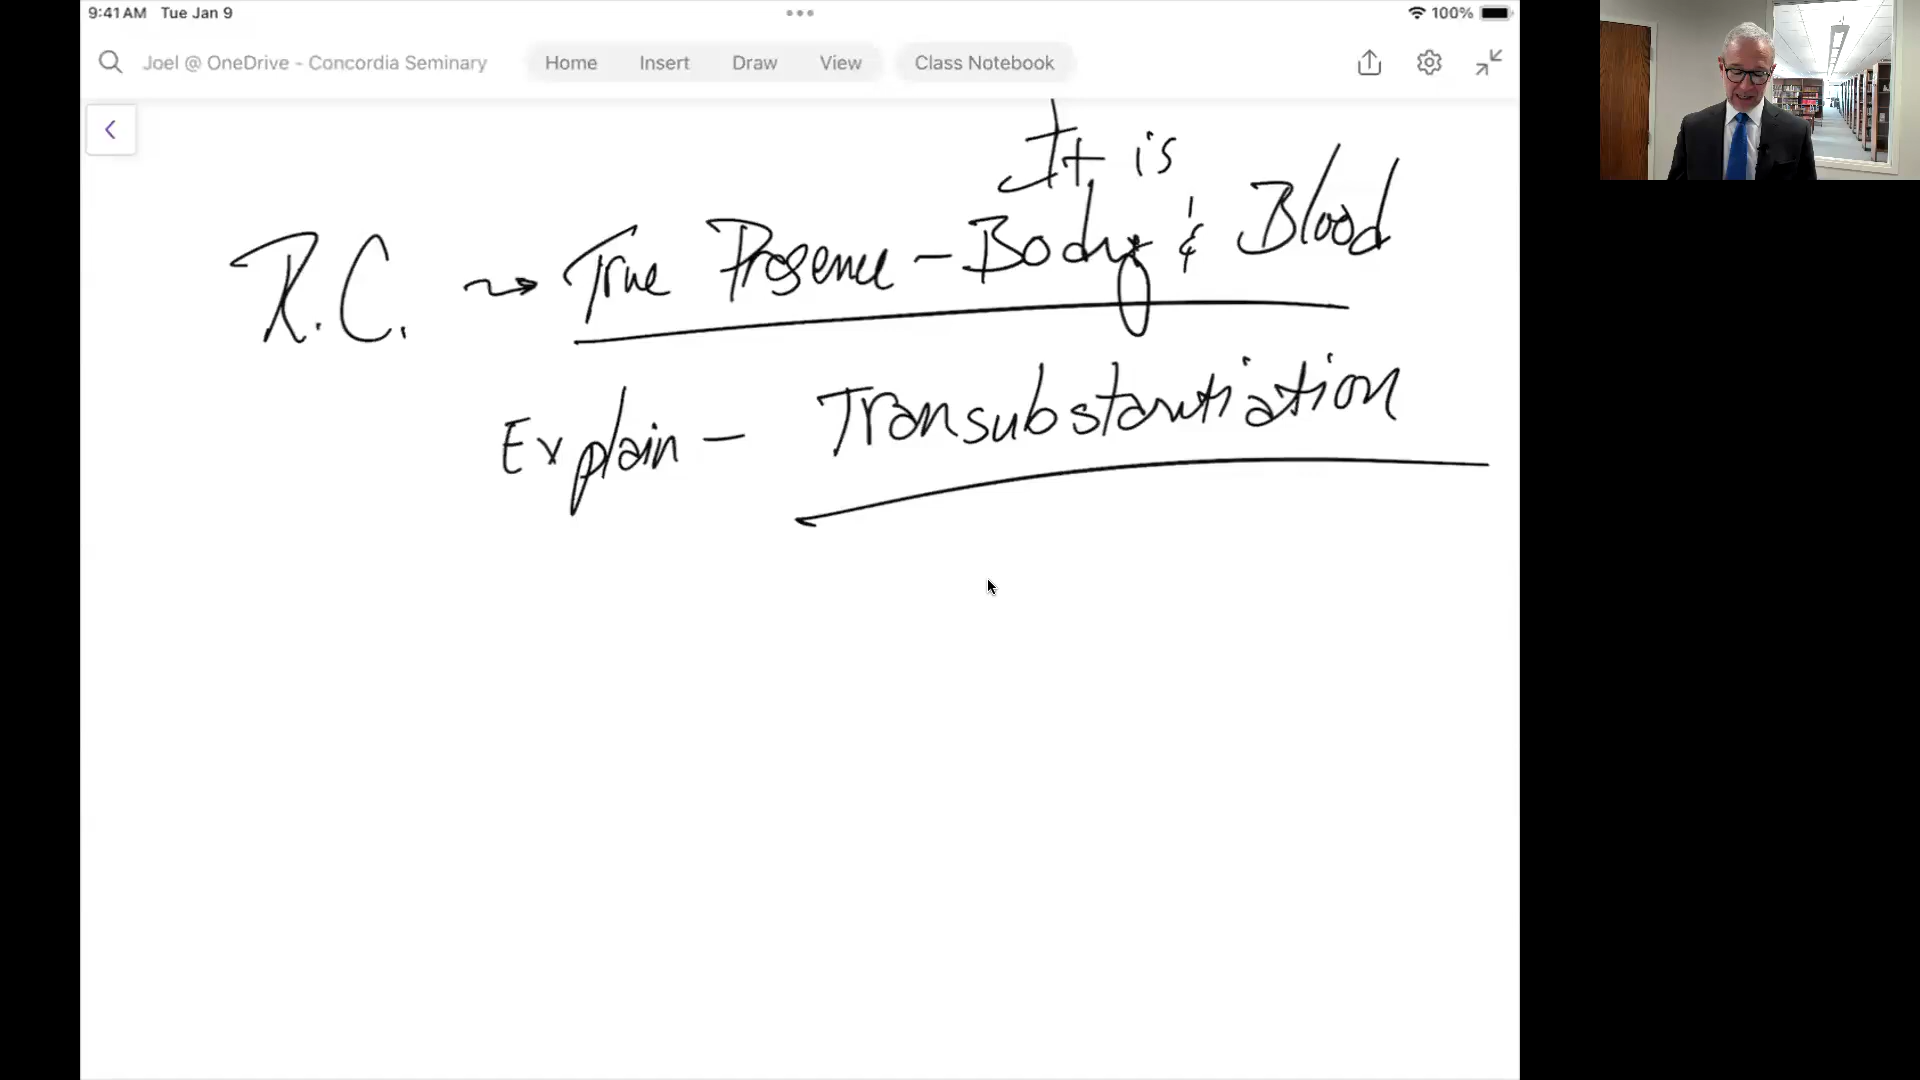 9:41 AM Tue Jan 9 100%
Joel @ OneDrive - Concordia Seminary Home Insert Draw View Class Notebook
It is
R.C. → True Presence - Body & Blood
Explain - Transubstantiation